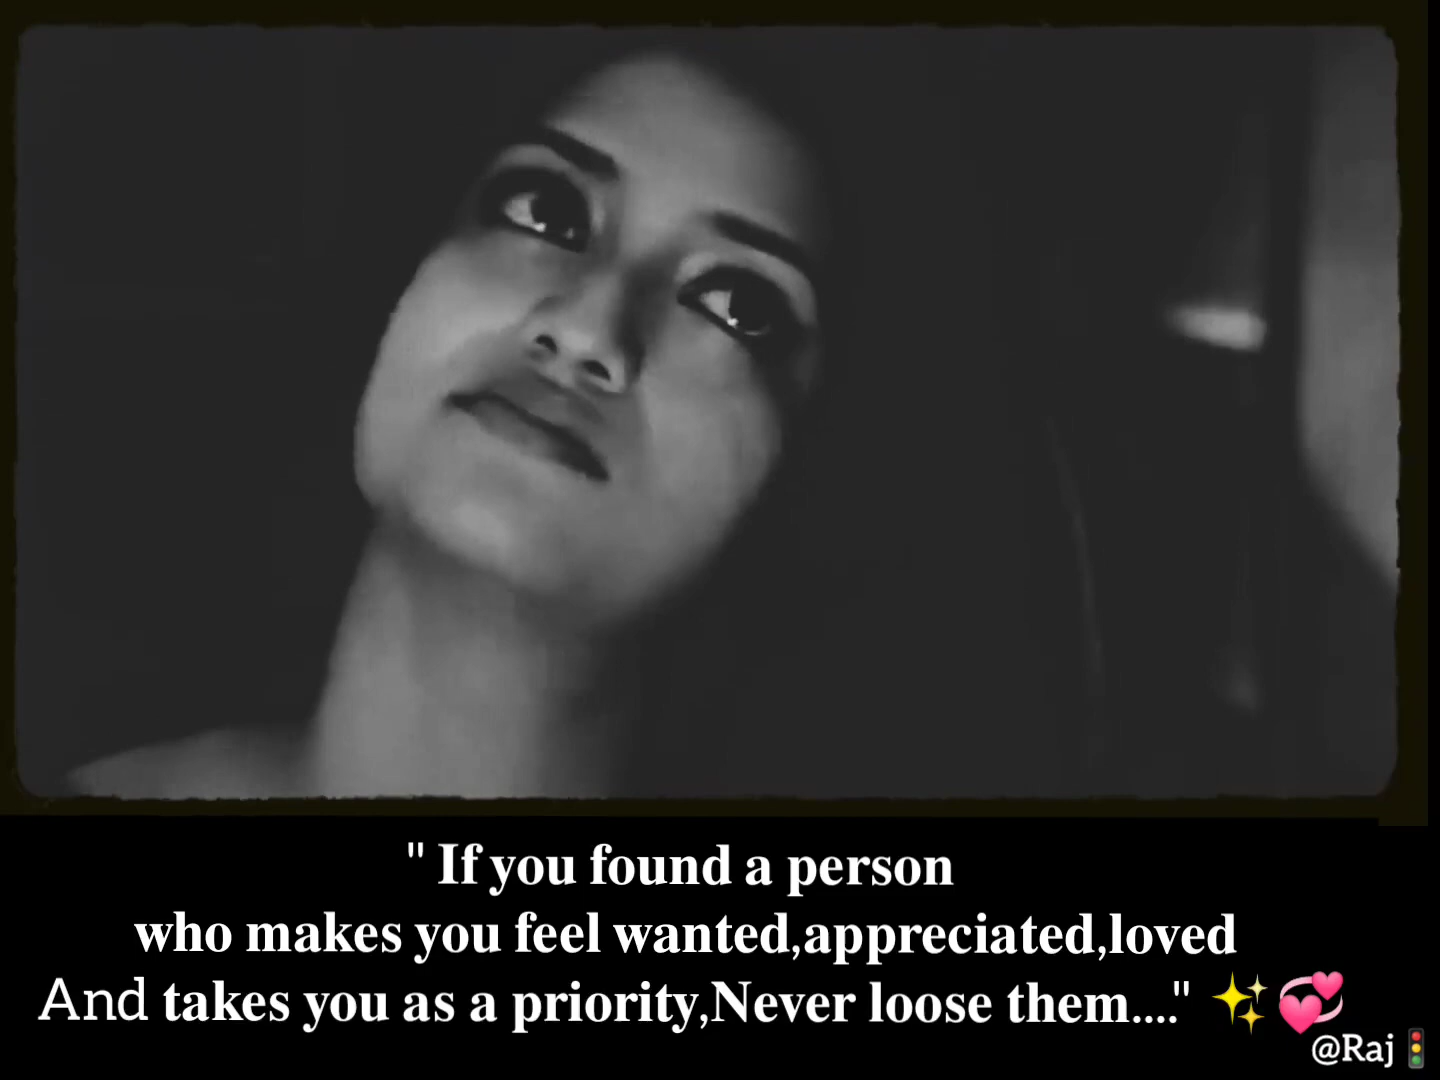 " If you found a person
who makes you feel wanted,appreciated,loved
And takes you as a priority,Never loose them...." ✨💞
@Raj🚦